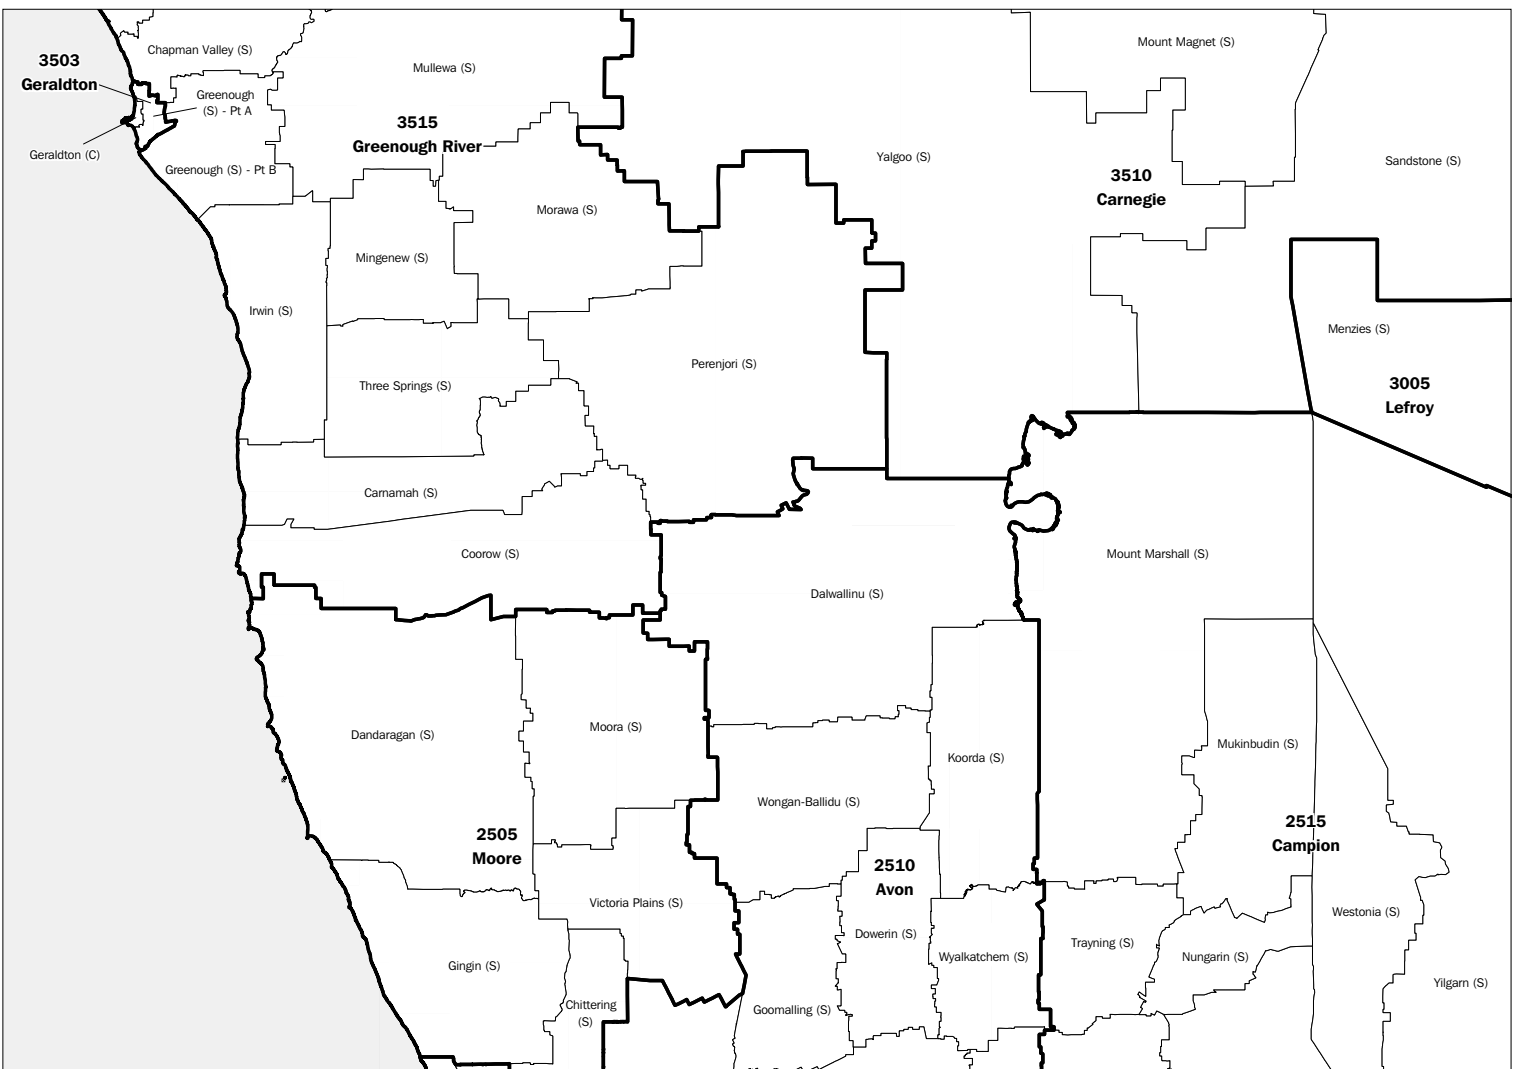 Chapman Valley (S)
Mullewa (S)
Mount Magnet (S)
3503
Geraldton
Greenough
(S) - Pt A
3515
Greenough River
Geraldton (C)
Greenough (S) - Pt B
Yalgoo (S)
Sandstone (S)
3510
Carnegie
Morawa (S)
Mingenew (S)
Irwin (S)
Menzies (S)
Perenjori (S)
Three Springs (S)
3005
Lefroy
Carnamah (S)
Coorow (S)
Mount Marshall (S)
Dalwallinu (S)
Dandaragan (S)
Moora (S)
Koorda (S)
Mukinbudin (S)
Wongan-Ballidu (S)
2505
Moore
2515
Campion
2510
Avon
Victoria Plains (S)
Westonia (S)
Dowerin (S)
Trayning (S)
Wyalkatchem (S)
Nungarin (S)
Gingin (S)
Yilgarn (S)
Chittering
(S)
Goomalling (S)